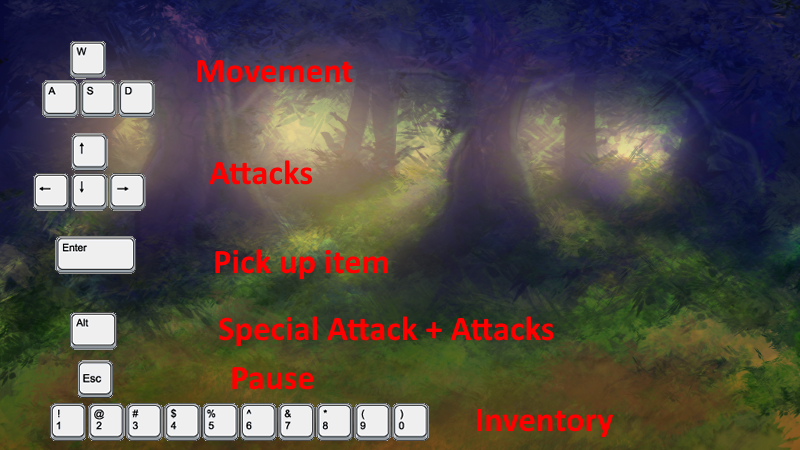 W
Movement
A S D
↑
Attacks
← ↓ →
Enter
Pick up item
Alt
Special Attack + Attacks
Esc
Pause
! @ # $ % ^ & * ( )
1 2 3 4 5 6 7 8 9 0
Inventory